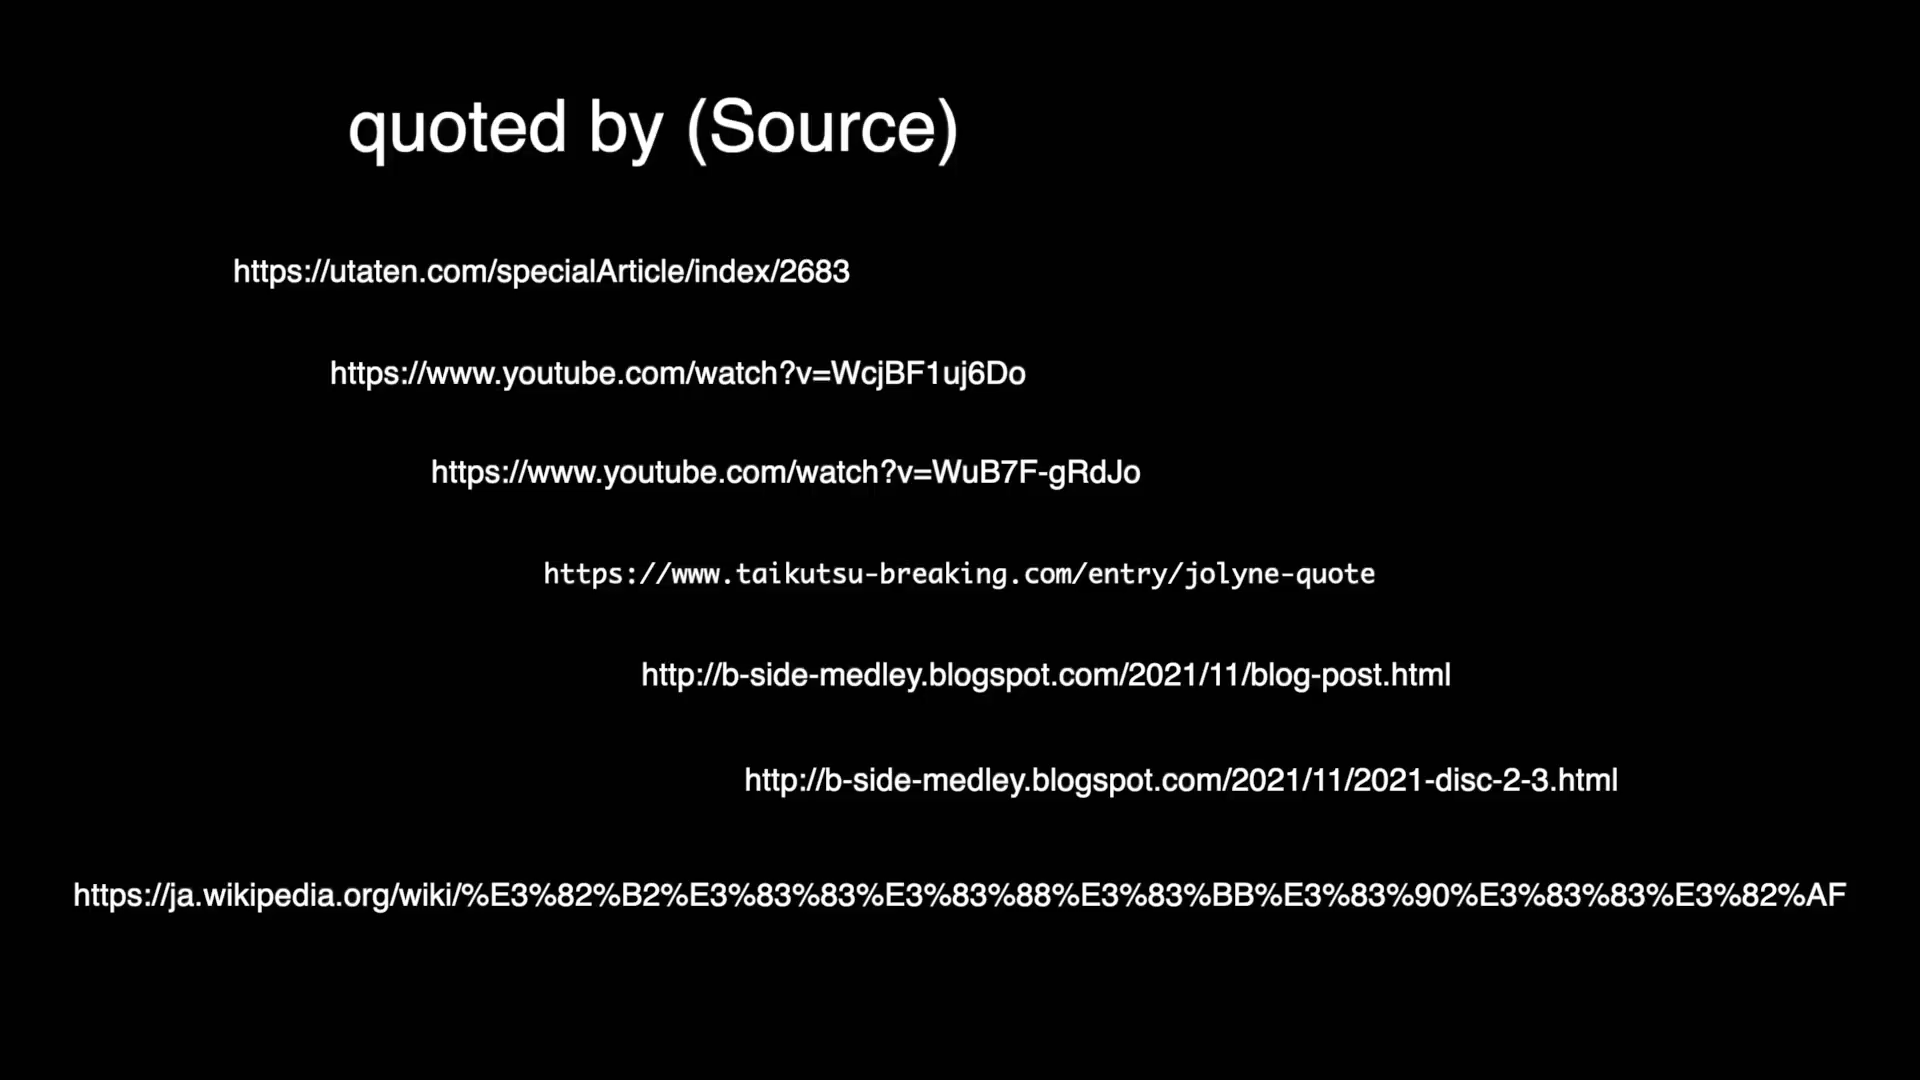 quoted by (Source)
https://utaten.com/specialArticle/index/2683
https://www.youtube.com/watch?v=WcjBF1uj6Do
https://www.youtube.com/watch?v=WuB7F-gRdJo
https://www.taikutsu-breaking.com/entry/jolyne-quote
http://b-side-medley.blogspot.com/2021/11/blog-post.html
http://b-side-medley.blogspot.com/2021/11/2021-disc-2-3.html
https://ja.wikipedia.org/wiki/%E3%82%B2%E3%83%83%E3%83%88%E3%83%BB%E3%83%90%E3%83%83%E3%82%AF